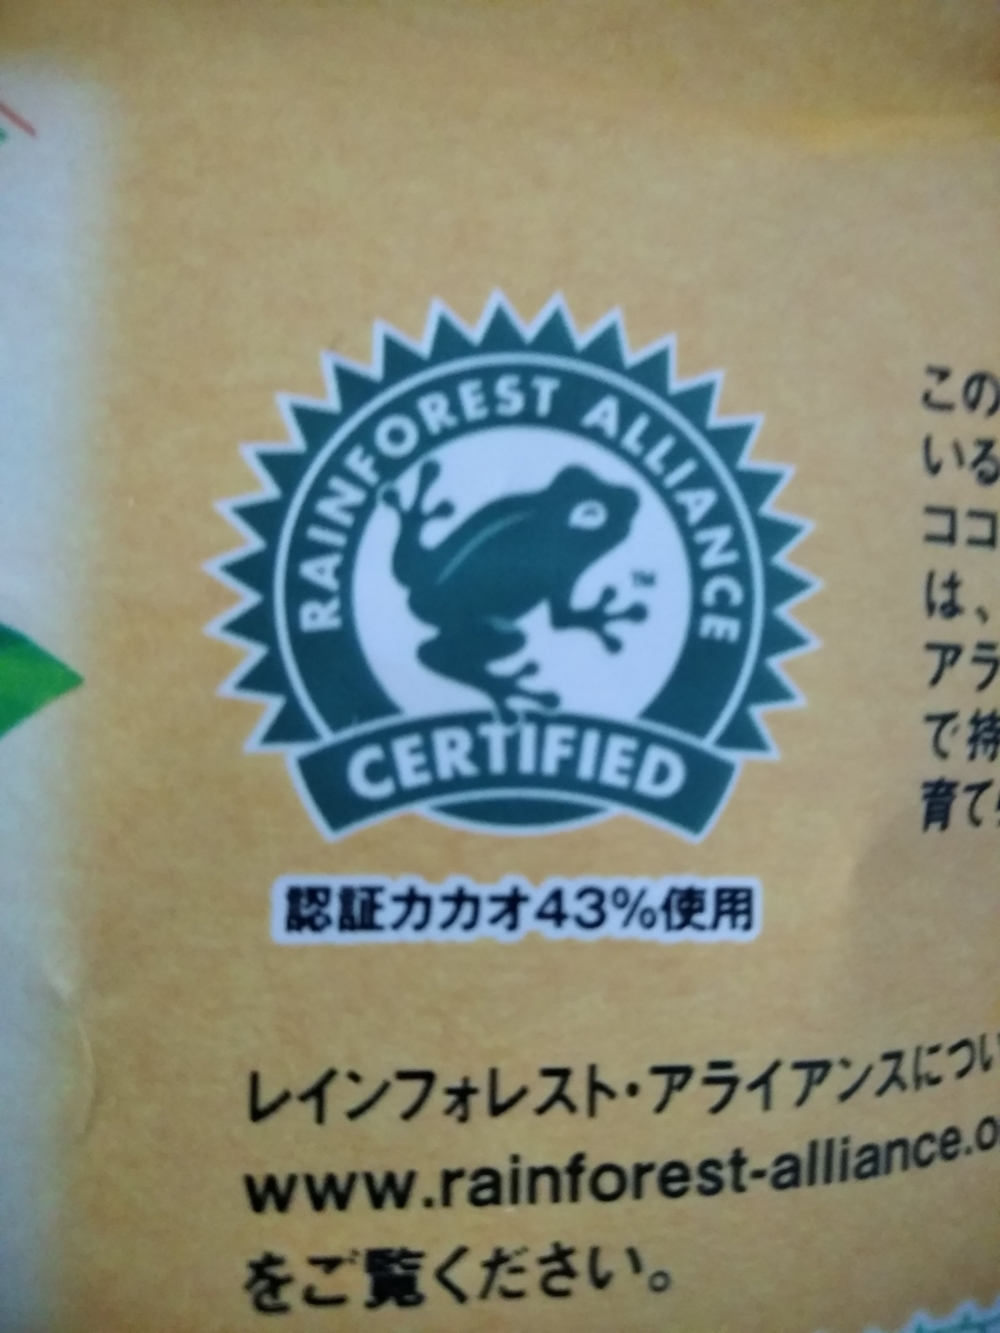 RAINFOREST ALLIANCE
TM
CERTIFIED
認証カカオ43%使用
この
いる
ココ
は、
アラ
で持
育て
レインフォレスト・アライアンスについ
www.rainforest-alliance.o
をご覧ください。